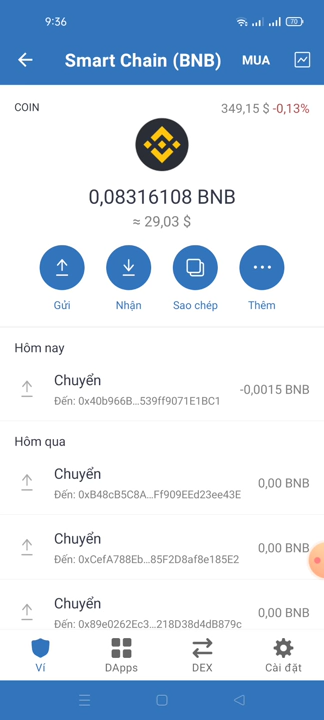 9:36
70
Smart Chain (BNB)
MUA
COIN
349,15 $ -0,13%
0,08316108 BNB
≈ 29,03 $
Gửi
Nhận
Sao chép
Thêm
Hôm nay
Chuyển
-0,0015 BNB
Đến: 0x40b966B...539ff9071E1BC1
Hôm qua
Chuyển
0,00 BNB
Đến: 0xB48cB5C8A...Ff909EEd23ee43E
Chuyển
0,00 BNB
Đến: 0xCefA788Eb...85F2D8af8e185E2
Chuyển
0,00 BNB
Đến: 0x89e0262Ec3...218D38d4dB879c
Ví
DApps
DEX
Cài đặt